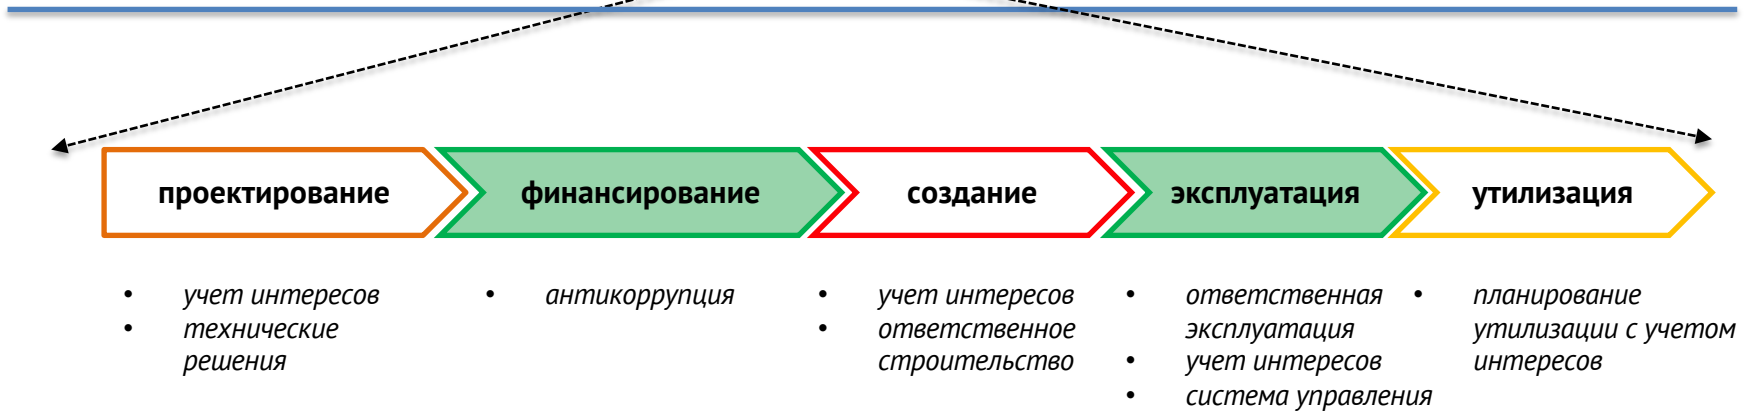 проектирование
финансирование
создание
эксплуатация
утилизация
• учет интересов
• технические
решения
• антикоррупция
• учет интересов
• ответственное
строительство
• ответственная
эксплуатация
• учет интересов
• система управления
• планирование
утилизации с учетом
интересов